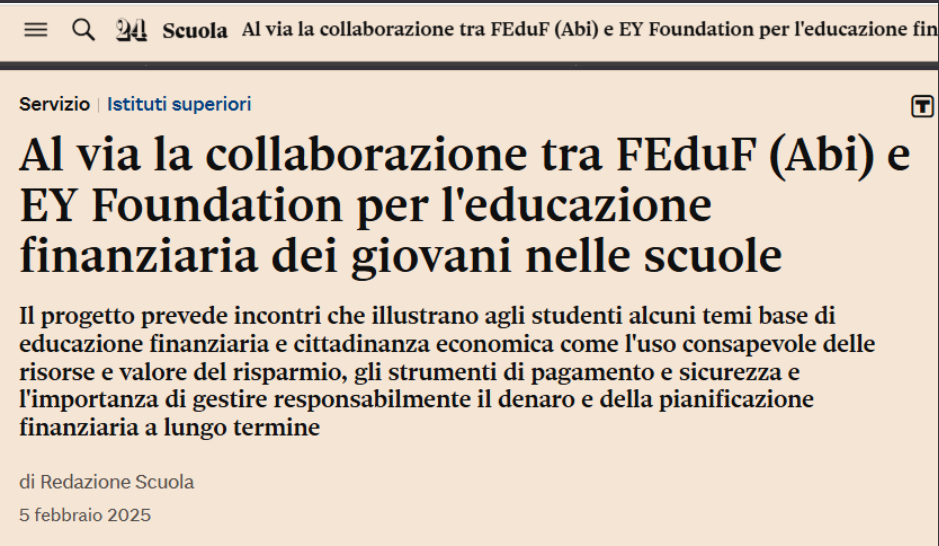 24 Scuola Al via la collaborazione tra FEduF (Abi) e EY Foundation per l'educazione fin
Servizio | Istituti superiori
T
Al via la collaborazione tra FEduF (Abi) e
EY Foundation per l'educazione
finanziaria dei giovani nelle scuole
Il progetto prevede incontri che illustrano agli studenti alcuni temi base di
educazione finanziaria e cittadinanza economica come l'uso consapevole delle
risorse e valore del risparmio, gli strumenti di pagamento e sicurezza e
l'importanza di gestire responsabilmente il denaro e della pianificazione
finanziaria a lungo termine
di Redazione Scuola
5 febbraio 2025